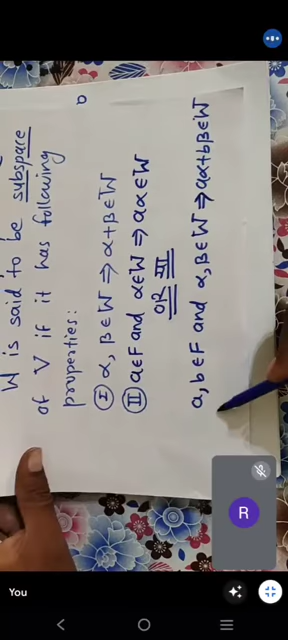 W is said to be subspace
of V if it has following
properties:
a
I α, β ∈ W ⇒ α + β ∈ W
II a ∈ F and α ∈ W ⇒ aα ∈ W
OR III
a, b ∈ F and α, β ∈ W ⇒ aα + bβ ∈ W
R
You